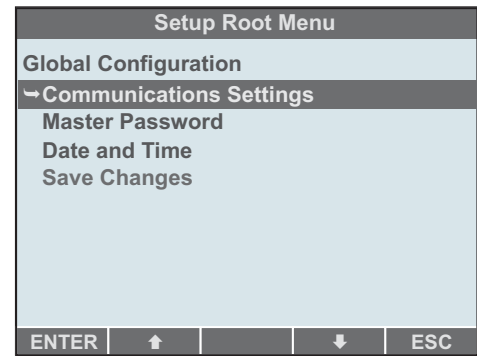 Setup Root Menu
Global Configuration
➥Communications Settings
Master Password
Date and Time
Save Changes
ENTER ⬆ ⬇ ESC